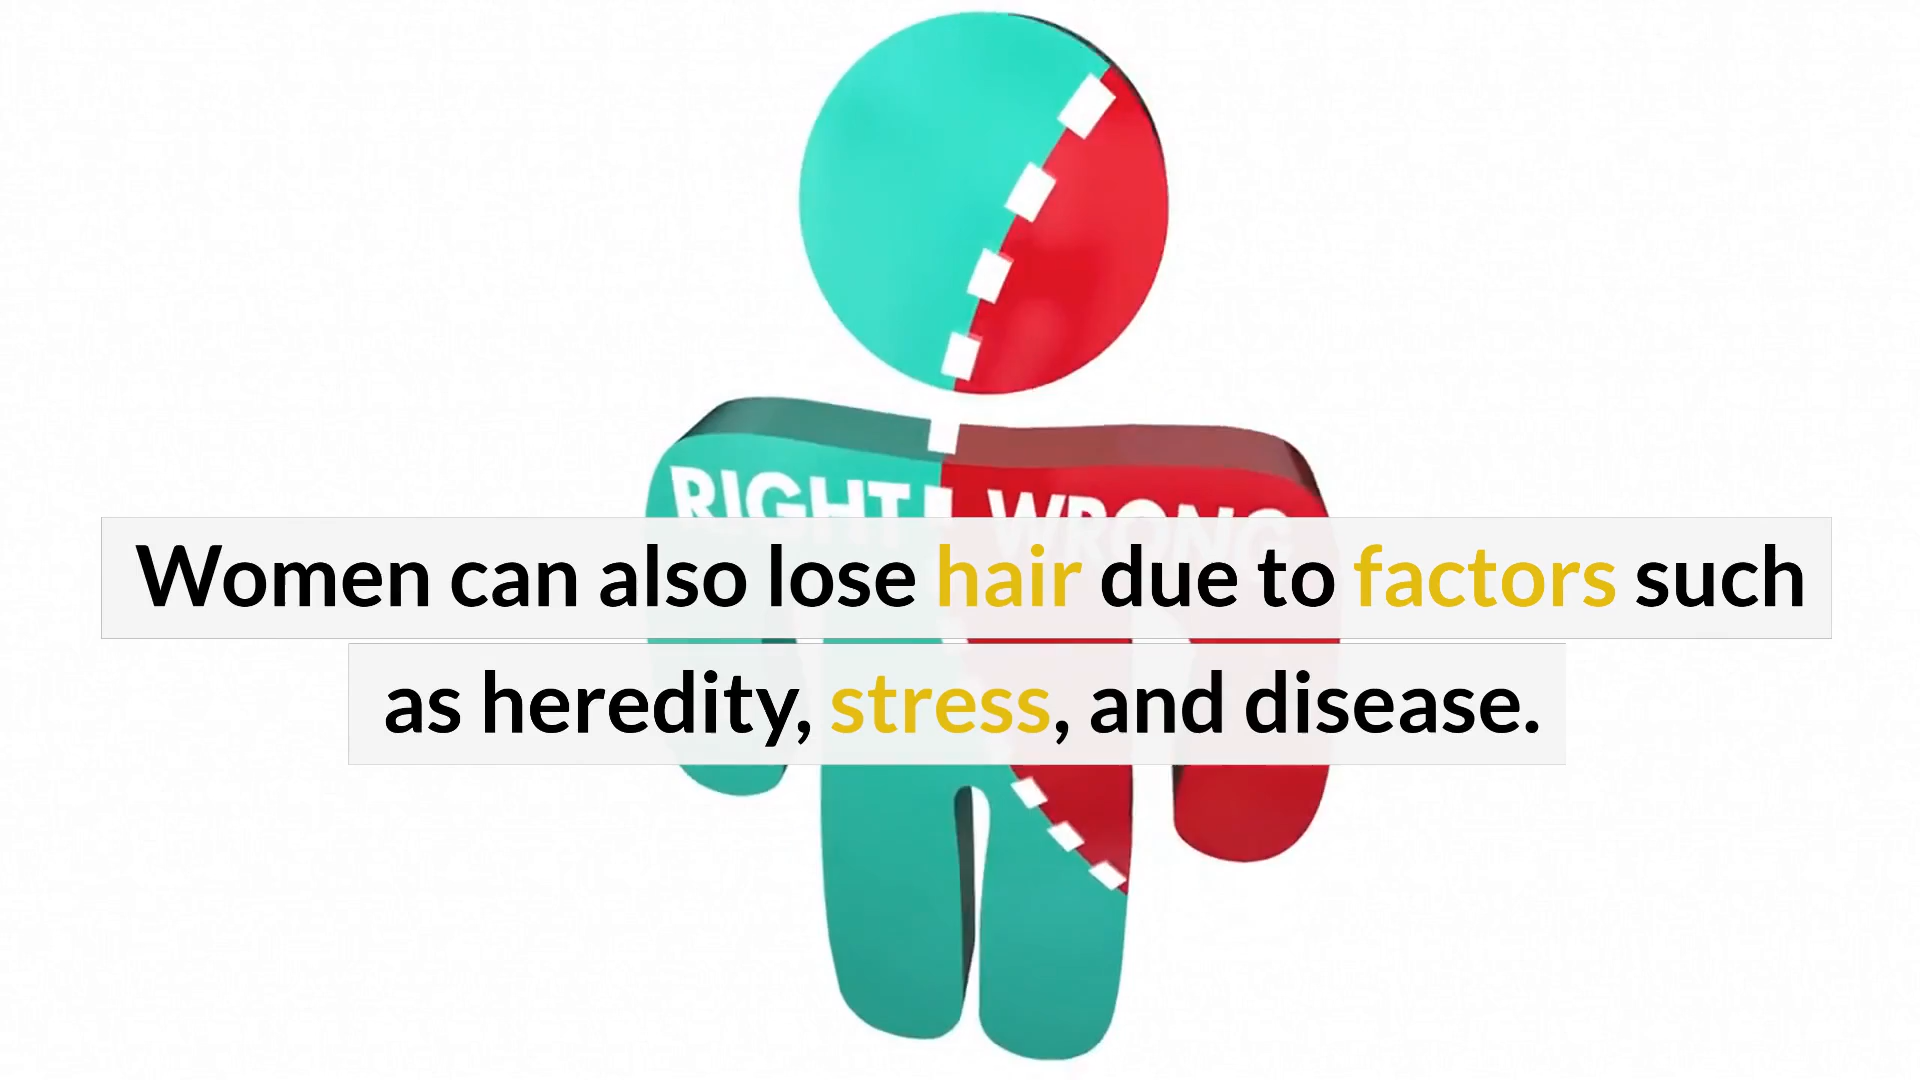 RIGHT WRONG
Women can also lose hair due to factors such
as heredity, stress, and disease.